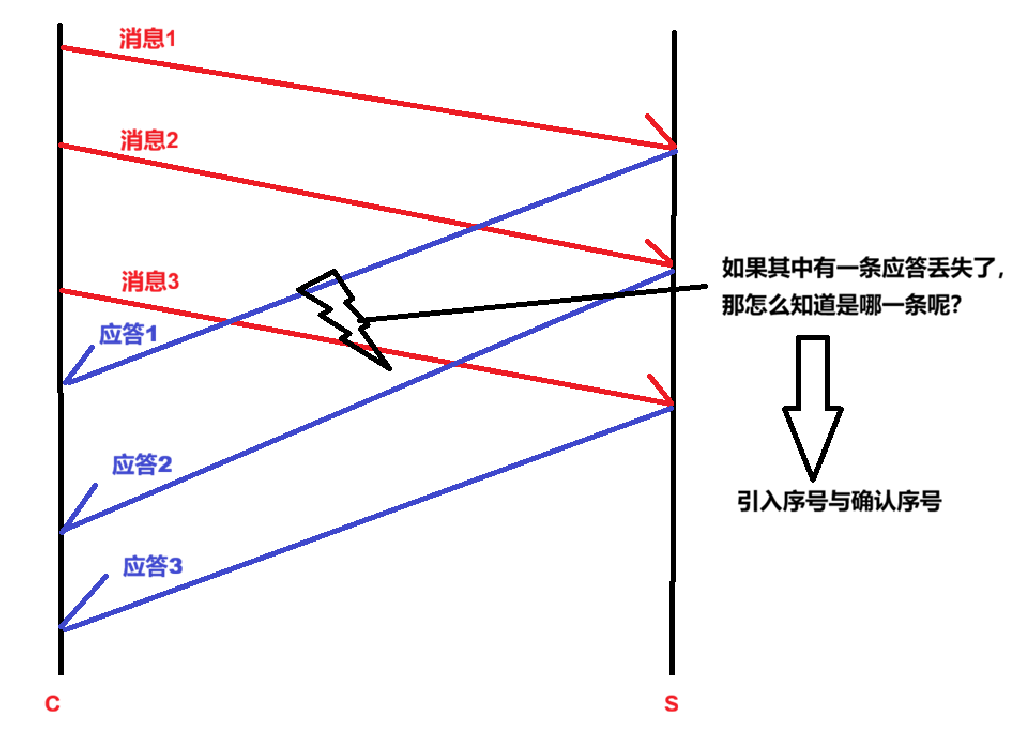 消息1
消息2
消息3
应答1
应答2
应答3
如果其中有一条应答丢失了,
那怎么知道是哪一条呢?
引入序号与确认序号
C
S